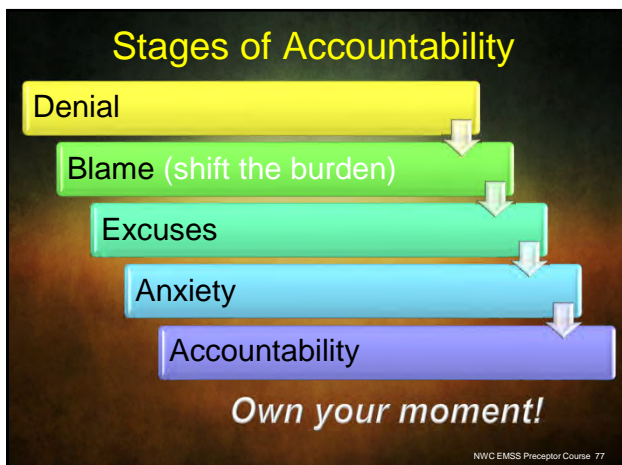 Stages of Accountability
Denial
Blame (shift the burden)
Excuses
Anxiety
Accountability
Own your moment!
NWC EMSS Preceptor Course 77